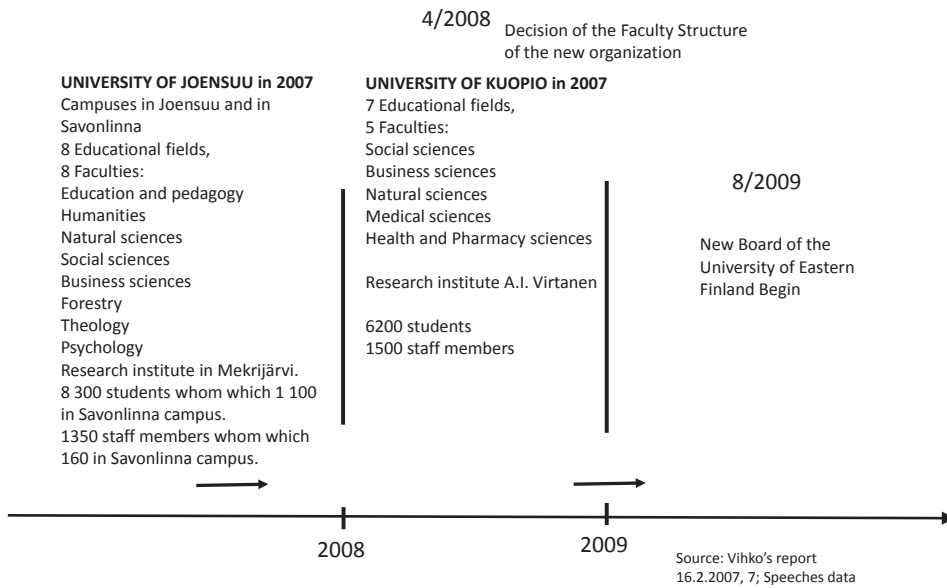 4/2008
Decision of the Faculty Structure
of the new organization
UNIVERSITY OF JOENSUU in 2007
Campuses in Joensuu and in
Savonlinna
8 Educational fields,
8 Faculties:
Education and pedagogy
Humanities
Natural sciences
Social sciences
Business sciences
Forestry
Theology
Psychology
Research institute in Mekrijärvi.
8 300 students whom which 1 100
in Savonlinna campus.
1350 staff members whom which
160 in Savonlinna campus.
UNIVERSITY OF KUOPIO in 2007
7 Educational fields,
5 Faculties:
Social sciences
Business sciences
Natural sciences
Medical sciences
Health and Pharmacy sciences
Research institute A.I. Virtanen
6200 students
1500 staff members
8/2009
New Board of the
University of Eastern
Finland Begin
2008
2009
Source: Vihko's report
16.2.2007, 7; Speeches data